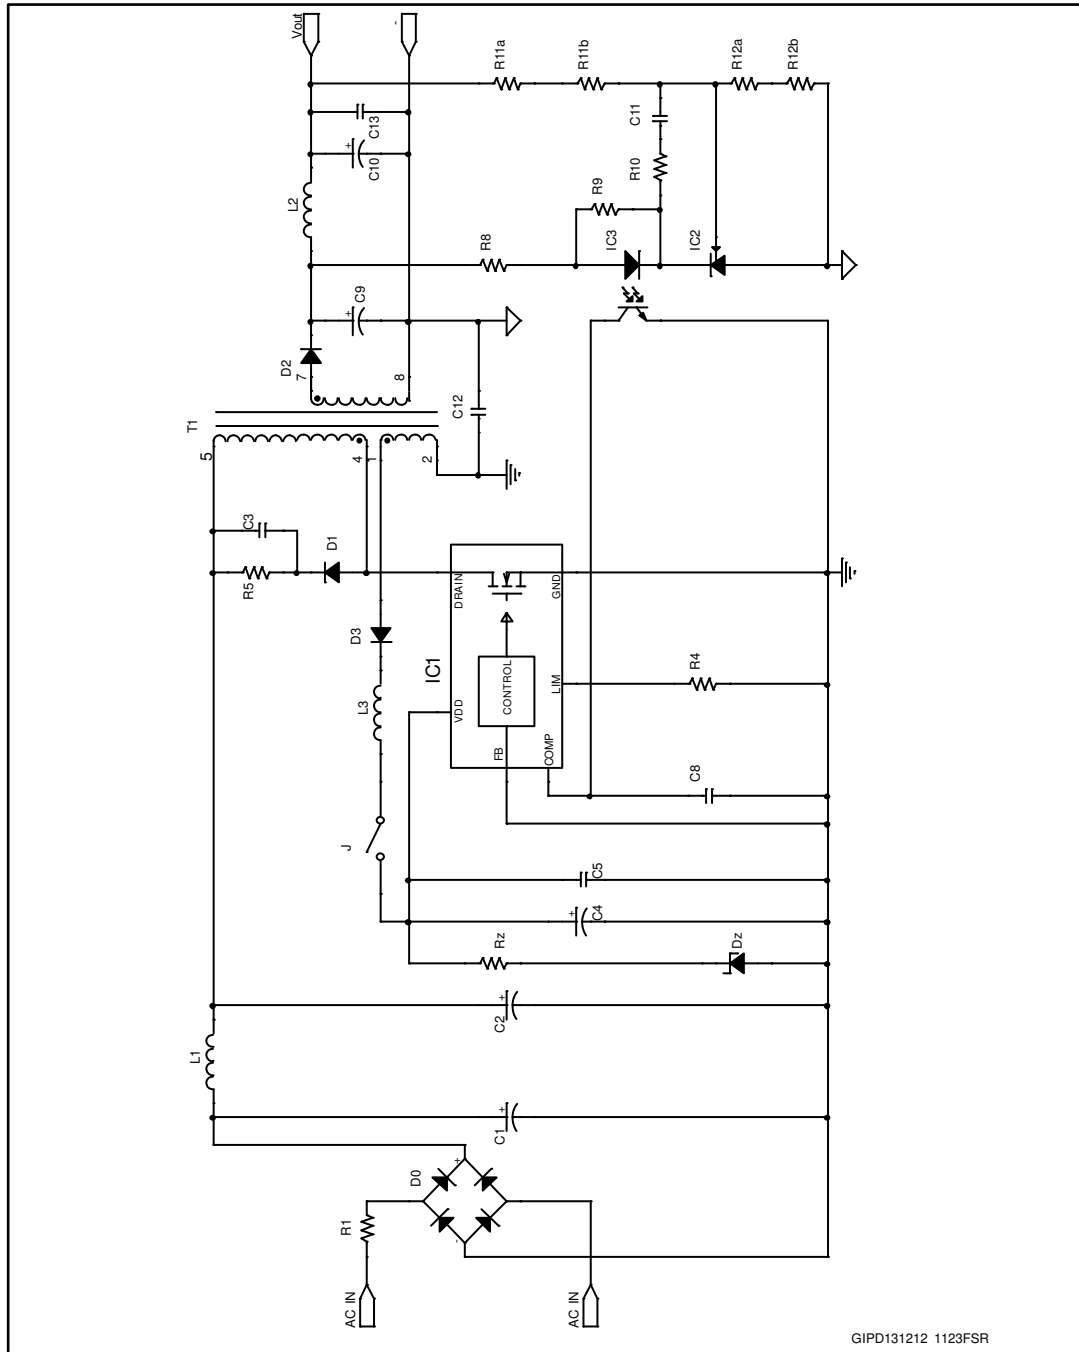 Vout
-
R11a
R11b
R12a
R12b
C13
+
C10
C11
R10
R9
L2
R8
IC3
IC2
+
C9
D2
7
8
T1
C12
5
4
1
2
C3
D1
R5
D3
DRAIN
GND
IC1
CONTROL
VDD
LIM
R4
L3
FB
COMP
C8
J
C5
+
C4
Rz
Dz
+
C2
L1
+
C1
D0
+
-
R1
AC IN
AC IN
GIPD131212 1123FSR